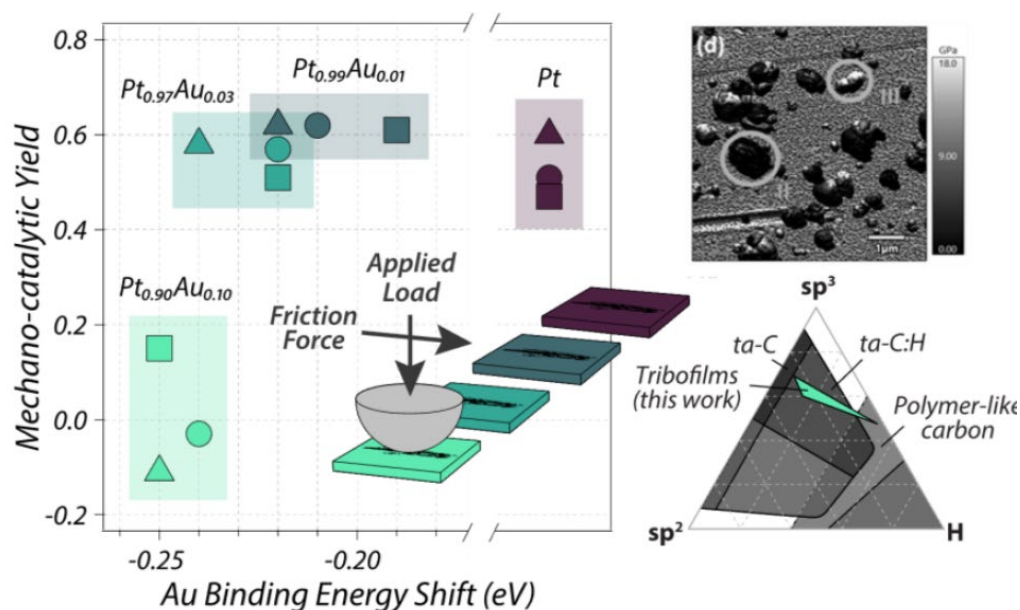 0.8
0.6
0.4
0.2
0.0
-0.2
Mechano-catalytic Yield
Pt0.97Au0.03
Pt0.99Au0.01
Pt
Pt0.90Au0.10
Applied
Load
Friction
Force
-0.25
-0.20
Au Binding Energy Shift (eV)
(d)
III
II
1µm
GPa
18.0
9.00
0.00
sp³
ta-C
ta-C:H
Tribofilms
(this work)
Polymer-like
carbon
sp²
H